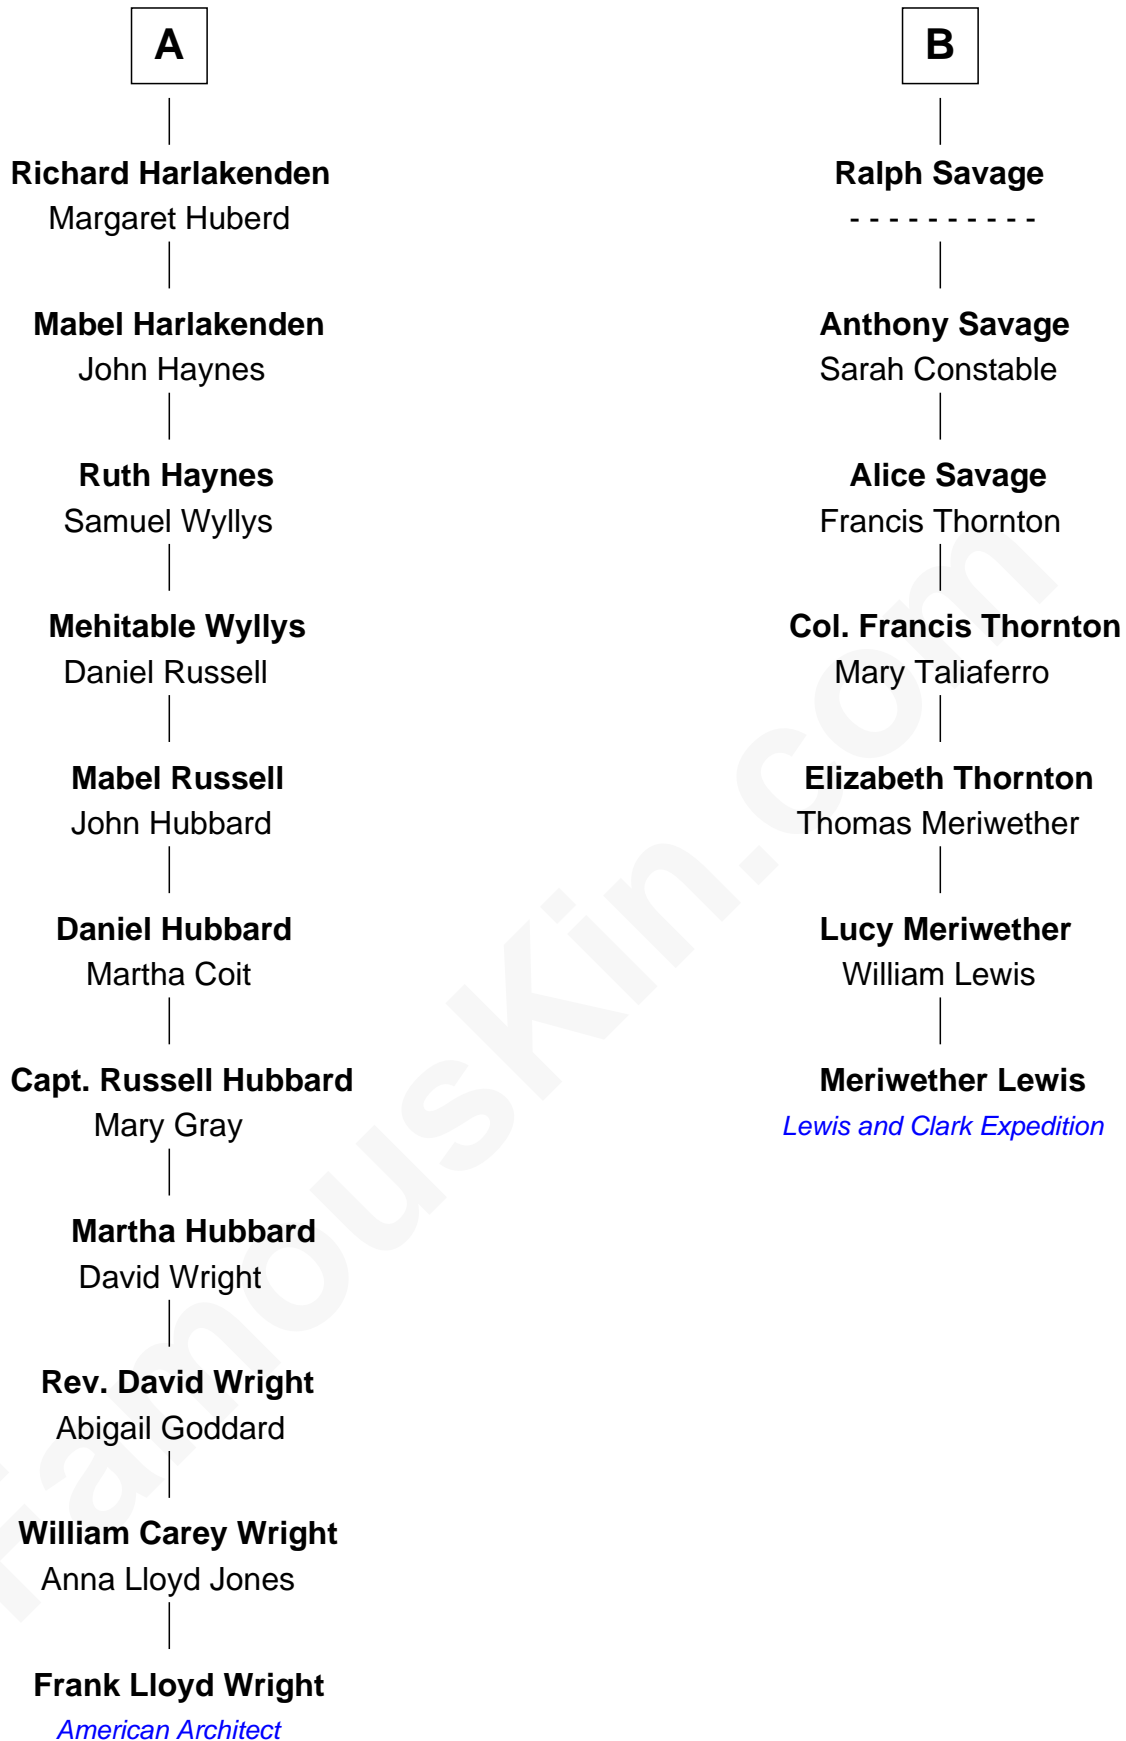 A
Richard Harlakenden
Margaret Huberd
Mabel Harlakenden
John Haynes
Ruth Haynes
Samuel Wyllys
Mehitable Wyllys
Daniel Russell
Mabel Russell
John Hubbard
Daniel Hubbard
Martha Coit
Capt. Russell Hubbard
Mary Gray
Martha Hubbard
David Wright
Rev. David Wright
Abigail Goddard
William Carey Wright
Anna Lloyd Jones
Frank Lloyd Wright
American Architect
B
Ralph Savage
- - - - - - - - - -
Anthony Savage
Sarah Constable
Alice Savage
Francis Thornton
Col. Francis Thornton
Mary Taliaferro
Elizabeth Thornton
Thomas Meriwether
Lucy Meriwether
William Lewis
Meriwether Lewis
Lewis and Clark Expedition
FamousKin.com